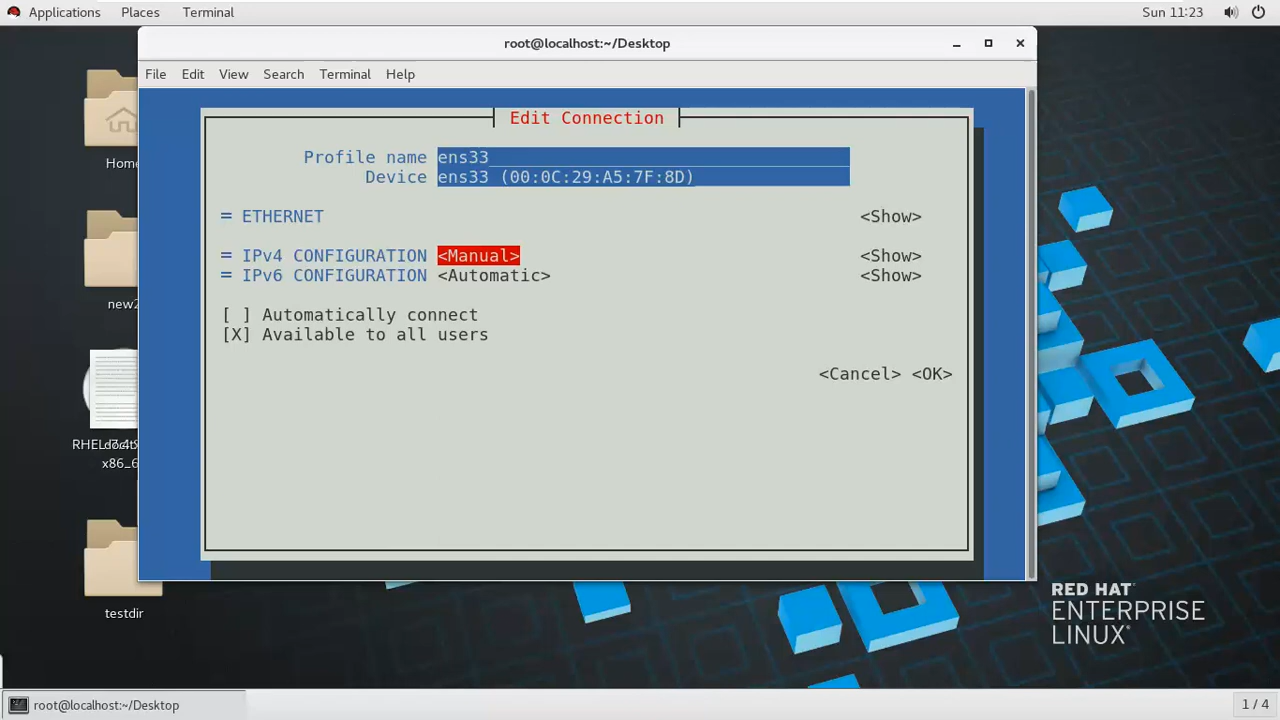 Applications Places Terminal Sun 11:23
root@localhost:~/Desktop
File Edit View Search Terminal Help
Edit Connection
Profile name ens33
Device ens33 (00:0C:29:A5:7F:8D)
= ETHERNET <Show>
= IPv4 CONFIGURATION <Manual> <Show>
= IPv6 CONFIGURATION <Automatic> <Show>
[ ] Automatically connect
[X] Available to all users
<Cancel> <OK>
Home
new2
x86_6
testdir
RED HAT
ENTERPRISE
LINUX®
root@localhost:~/Desktop 1 / 4